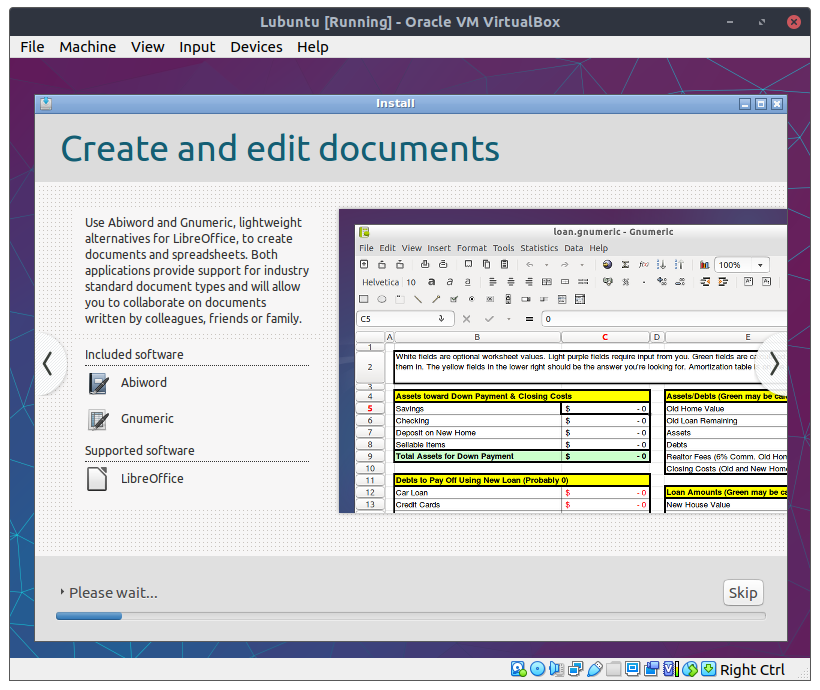 Lubuntu [Running] - Oracle VM VirtualBox
File Machine View Input Devices Help
Install
Create and edit documents
Use Abiword and Gnumeric, lightweight
alternatives for LibreOffice, to create
documents and spreadsheets. Both
applications provide support for industry
standard document types and will allow
you to collaborate on documents
written by colleagues, friends or family.
Included software
Abiword
Gnumeric
Supported software
LibreOffice
loan.gnumeric - Gnumeric
File Edit View Insert Format Tools Statistics Data Help
100%
Helvetica 10 a a a
C5 = 0
A B C D E
1
2 White fields are optional worksheet values. Light purple fields require input from you. Green fields are
them in. The yellow fields in the lower right should be the answer you're looking for. Amortization table
3
4 Assets toward Down Payment & Closing Costs Assets/Debts (Green may be
5 Savings $ - 0 Old Home Value
6 Checking $ - 0 Old Loan Remaining
7 Deposit on New Home $ - 0 Assets
8 Sellable Items $ - 0 Debts
9 Total Assets for Down Payment $ - 0 Realtor Fees (6% Comm. Old
10 Closing Costs (Old and New
11 Debts to Pay Off Using New Loan (Probably 0)
12 Car Loan $ - 0 Loan Amounts (Green may be
13 Credit Cards $ - 0 New House Value
Please wait...
Skip
Right Ctrl